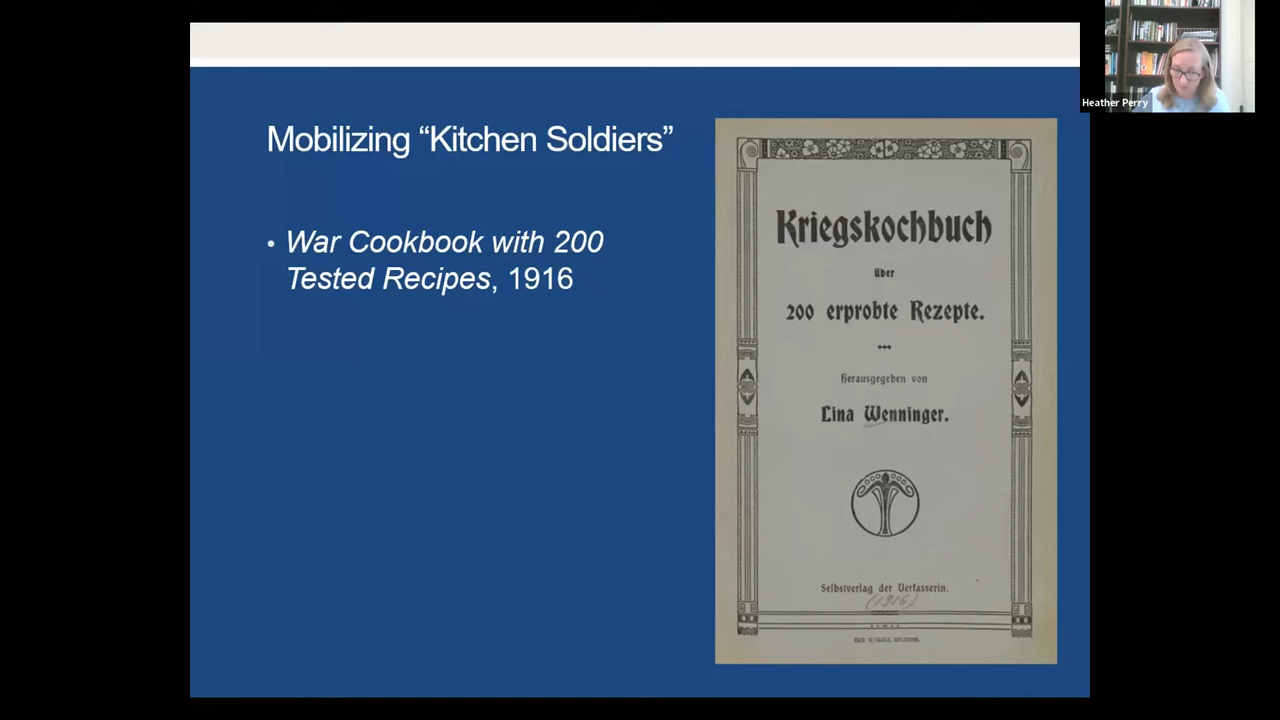 Mobilizing “Kitchen Soldiers”
• War Cookbook with 200
Tested Recipes, 1916
Kriegskochbuch
über
200 erprobte Rezepte.
Herausgegeben von
Lina Wenninger.
Selbstverlag der Verfasserin.
(1916)
Heather Perry